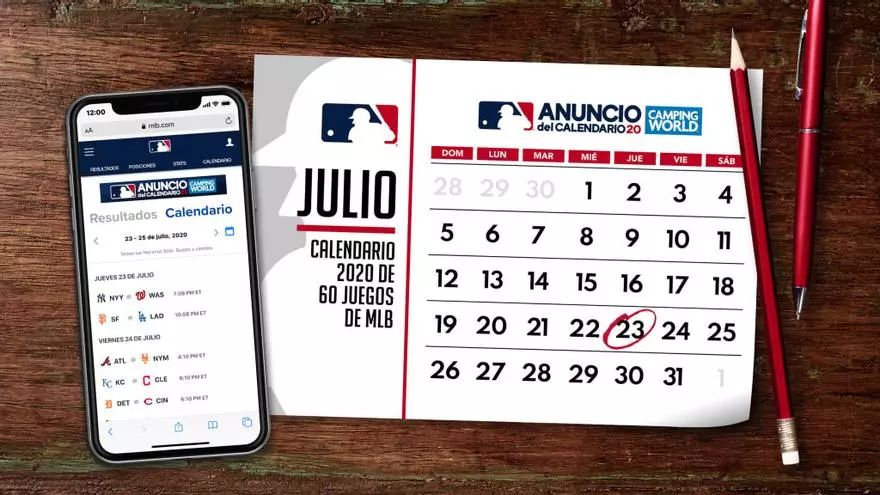 12:00
AA
mlb.com
RESULTADOS POSICIONES STATS CALENDARIO
ANUNCIO
del CALENDARIO20
CAMPING
WORLD
Resultados Calendario
23 - 25 de julio, 2020
JUEVES 23 DE JULIO
NYY @ WAS 7:08 PM ET
SF @ LAD 10:08 PM ET
VIERNES 24 DE JULIO
ATL @ NYM 4:10 PM ET
KC @ CLE 6:10 PM ET
DET @ CIN 6:10 PM ET
JULIO
CALENDARIO
2020 DE
60 JUEGOS
DE MLB
ANUNCIO
del CALENDARIO20
CAMPING
WORLD
DOM LUN MAR MIÉ JUE VIE SÁB
28 29 30 1 2 3 4
5 6 7 8 9 10 11
12 13 14 15 16 17 18
19 20 21 22 23 24 25
26 27 28 29 30 31 1